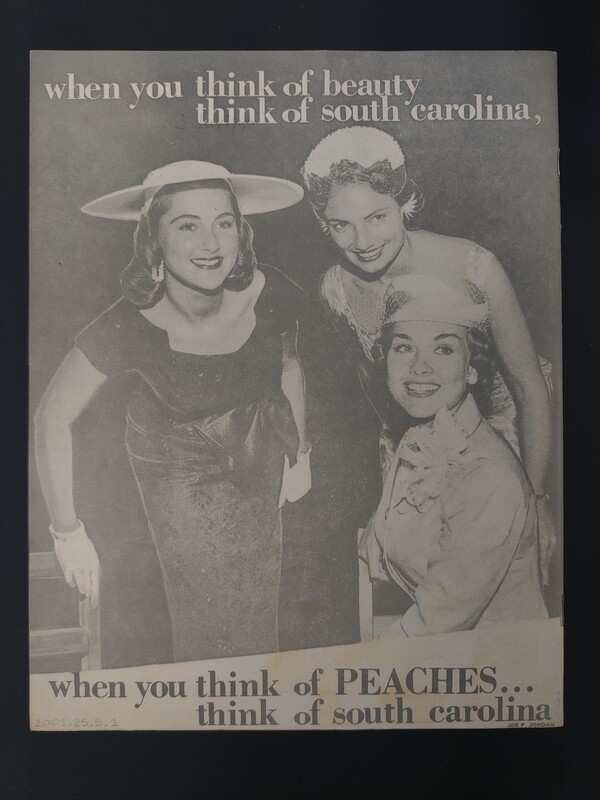 when you think of beauty
think of south carolina,
when you think of PEACHES...
think of south carolina
2001.25.5.1
JOE F. JORDAN